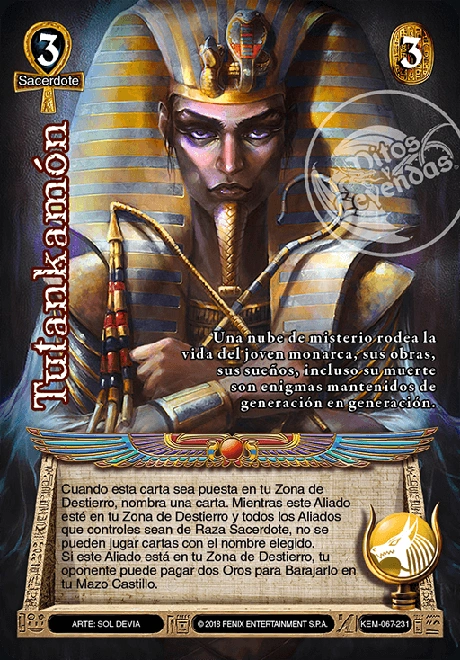 3
Sacerdote
3
Mitos
y
Leyendas
Tutankamón
Una nube de misterio rodea la
vida del joven monarca, sus obras,
sus sueños, incluso su muerte
son enigmas mantenidos de
generación en generación.
Cuando esta carta sea puesta en tu Zona de
Destierro, nombra una carta. Mientras este Aliado
esté en tu Zona de Destierro y todos los Aliados
que controles sean de Raza Sacerdote, no se
pueden jugar cartas con el nombre elegido.
Si este Aliado está en tu Zona de Destierro, tu
oponente puede pagar dos Oros para Barajarlo en
tu Mazo Castillo.
ARTE: SOL DEVIA
© 2018 FENIX ENTERTAINMENT S.P.A.
KEM-067-231